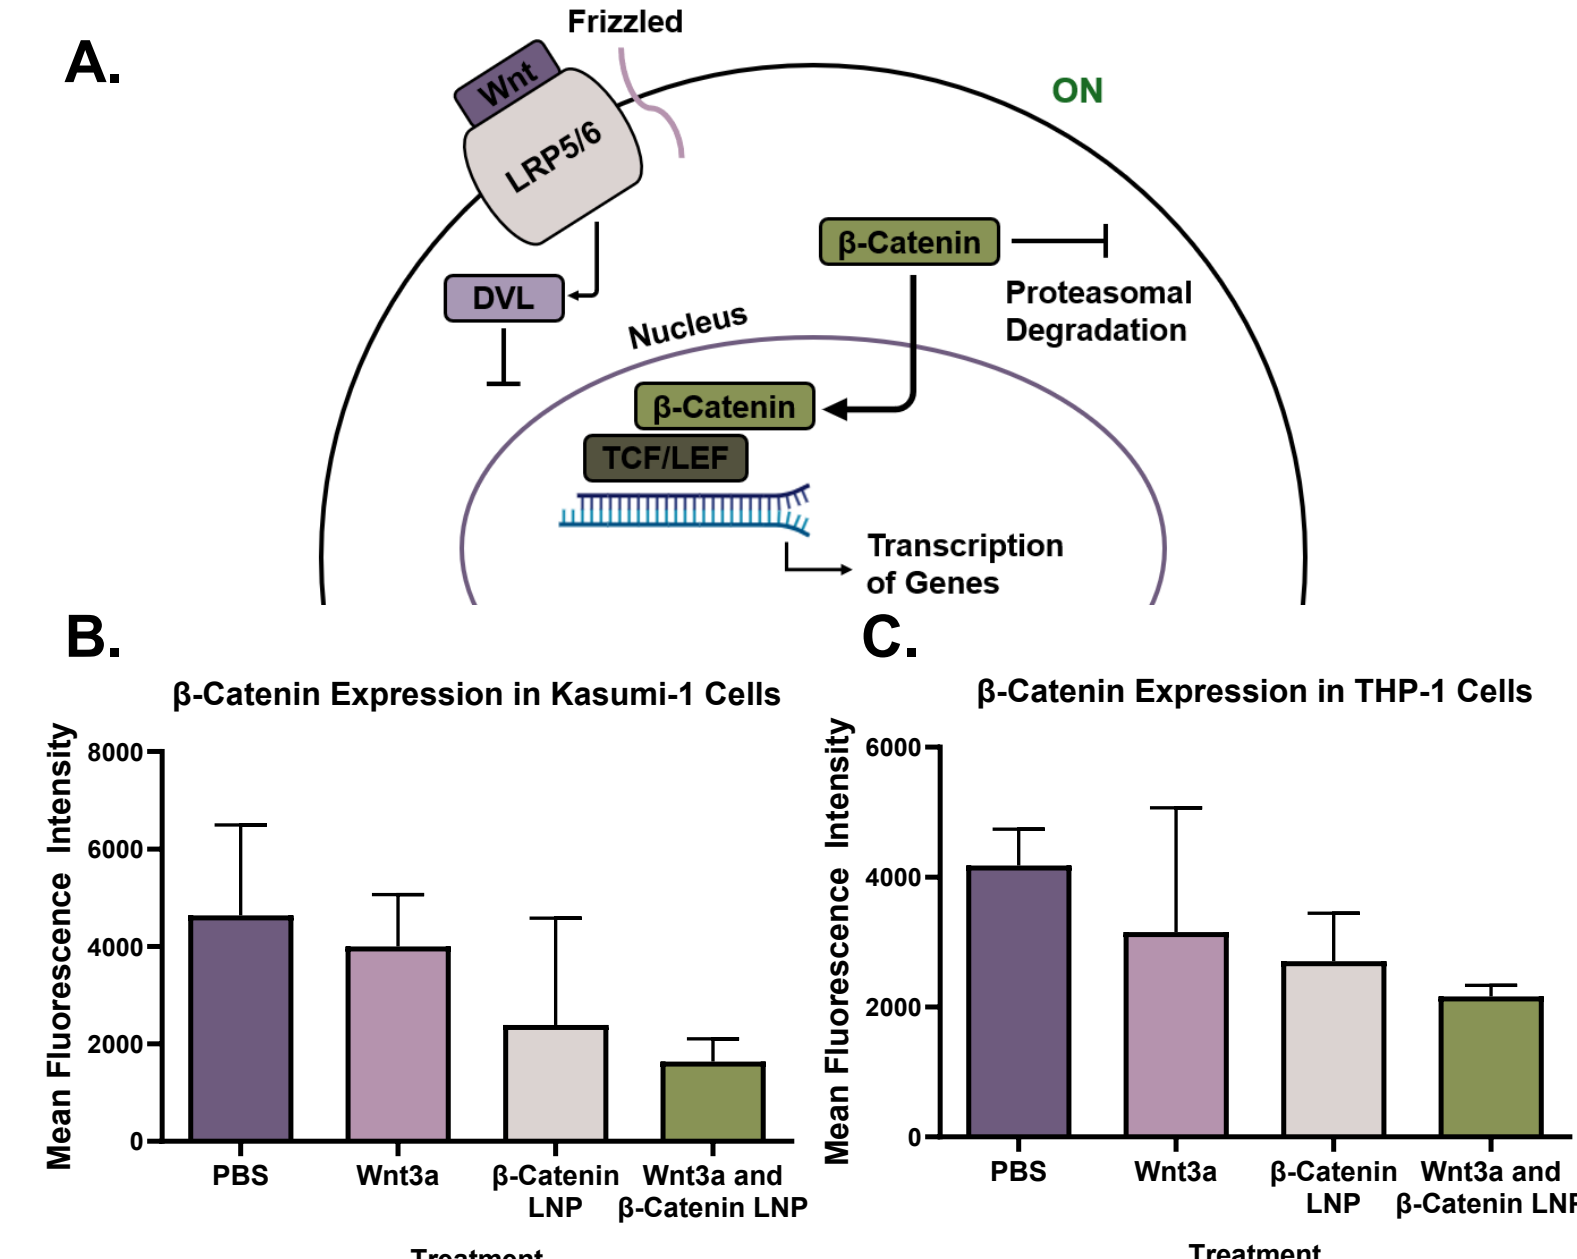 A.
Frizzled
Wnt
ON
LRP5/6
β-Catenin
DVL
Proteasomal
Degradation
Nucleus
β-Catenin
TCF/LEF
Transcription
of Genes
B.
β-Catenin Expression in Kasumi-1 Cells
Mean Fluorescence Intensity
8000
6000
4000
2000
0
PBS
Wnt3a
β-Catenin
LNP
Wnt3a and
β-Catenin LNP
Treatment
C.
β-Catenin Expression in THP-1 Cells
Mean Fluorescence Intensity
6000
4000
2000
0
PBS
Wnt3a
β-Catenin
LNP
Wnt3a and
β-Catenin LNP
Treatment